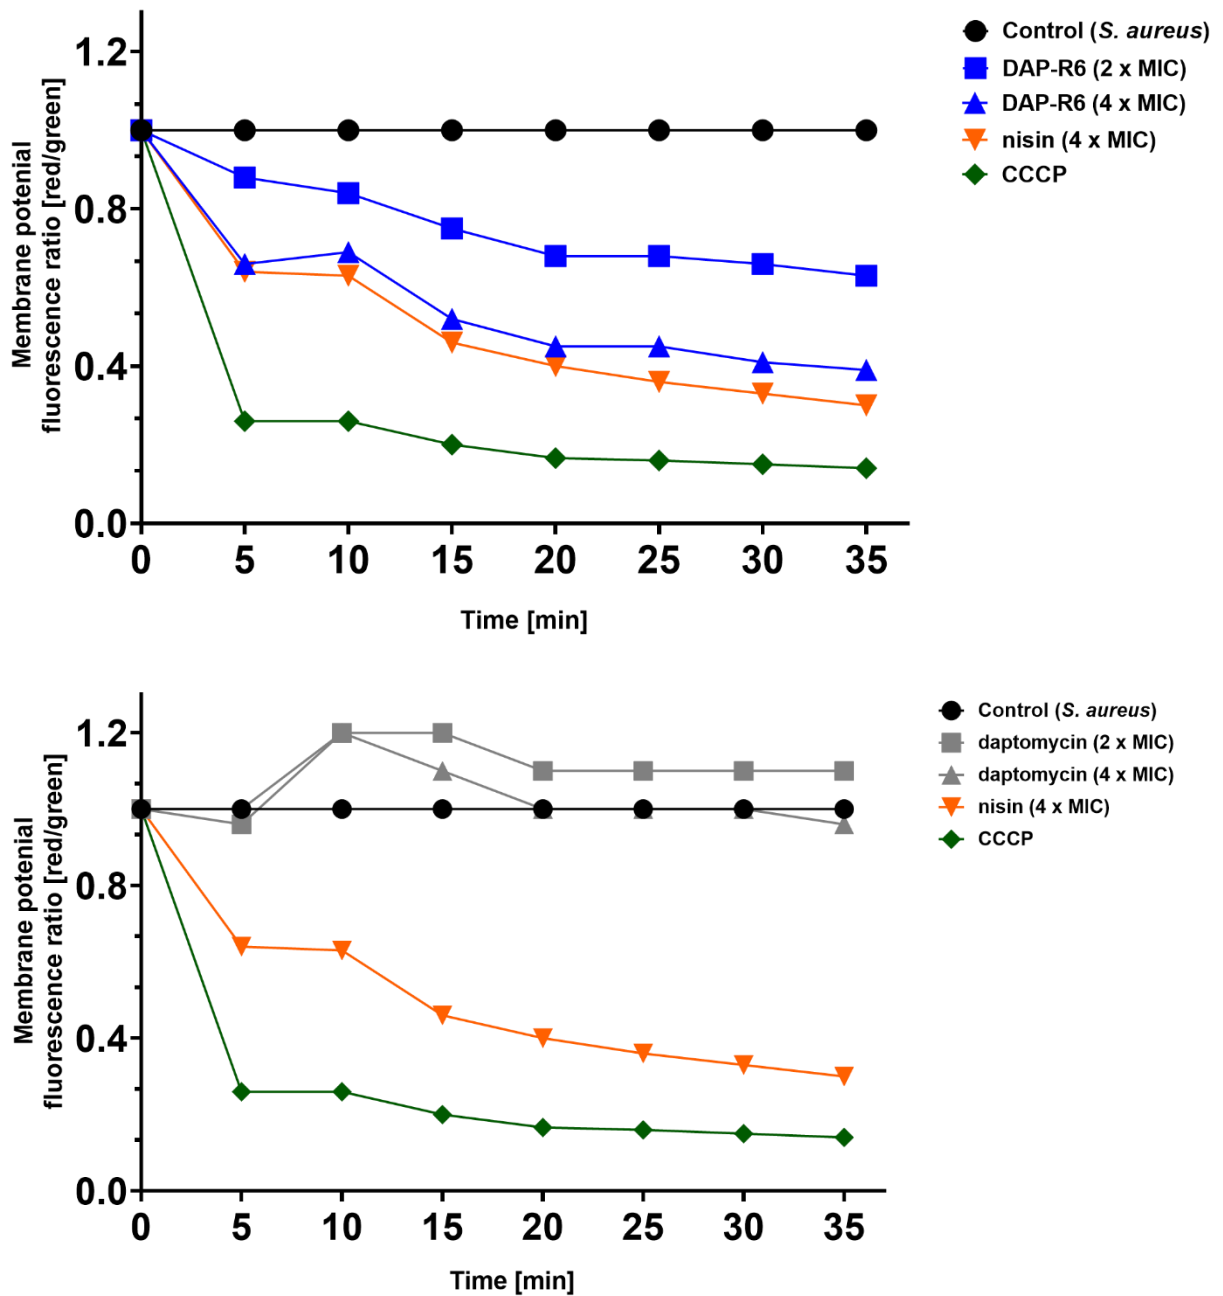 Membrane potenial
fluorescence ratio [red/green]
1.2
0.8
0.4
0.0
0 5 10 15 20 25 30 35
Time [min]
Control (S. aureus)
DAP-R6 (2 x MIC)
DAP-R6 (4 x MIC)
nisin (4 x MIC)
CCCP
Membrane potenial
fluorescence ratio [red/green]
1.2
0.8
0.4
0.0
0 5 10 15 20 25 30 35
Time [min]
Control (S. aureus)
daptomycin (2 x MIC)
daptomycin (4 x MIC)
nisin (4 x MIC)
CCCP